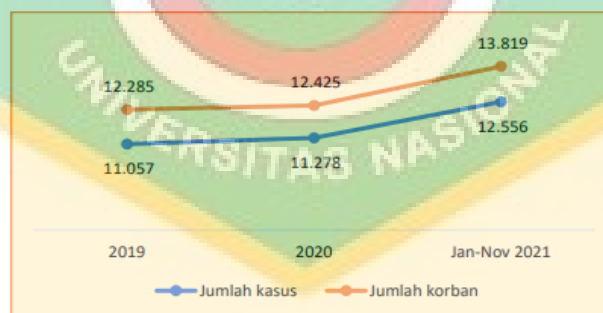 UNIVERSITAS NASIONAL
13.819
12.285
12.425
12.556
11.057
11.278
2019
2020
Jan-Nov 2021
Jumlah kasus
Jumlah korban